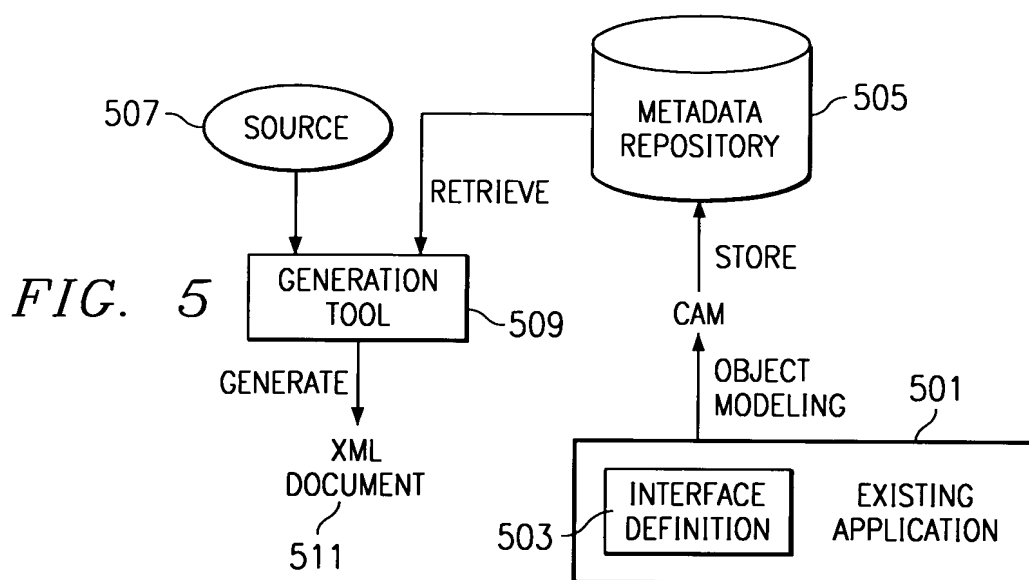 507
SOURCE
METADATA
REPOSITORY
505
RETRIEVE
STORE
FIG. 5
GENERATION
TOOL
509
CAM
GENERATE
OBJECT
MODELING
501
XML
DOCUMENT
511
503
INTERFACE
DEFINITION
EXISTING
APPLICATION